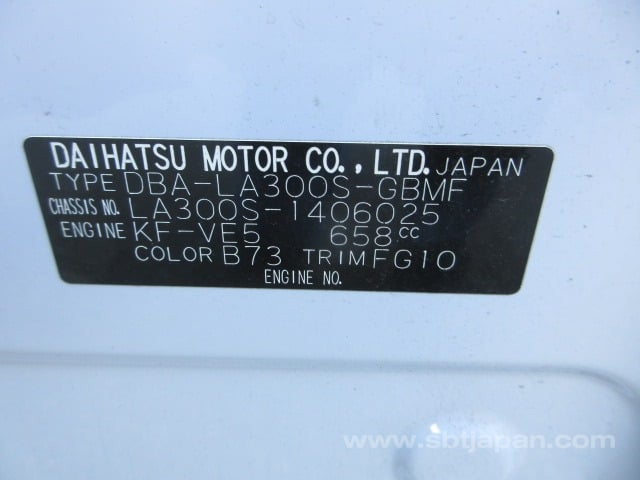 DAIHATSU MOTOR CO., LTD. JAPAN
TYPE DBA-LA300S-GBMF
CHASSIS NO. LA300S-1406025
ENGINE KF-VE5 658cc
COLOR B73 TRIM FG10
ENGINE NO.
www.sbtjapan.com